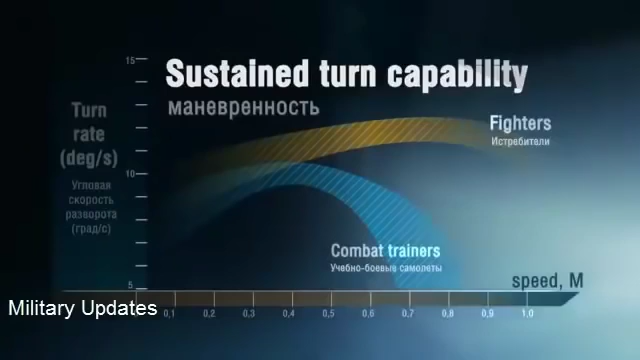 15
Sustained turn capability
маневренность
Turn
rate
(deg/s)
Угловая
скорость
разворота
(град/с)
Fighters
Истребители
10
Combat trainers
Учебно-боевые самолеты
speed, M
5
Military Updates
0,1 0,2 0,3 0,4 0,5 0,6 0,7 0,8 0,9 1,0